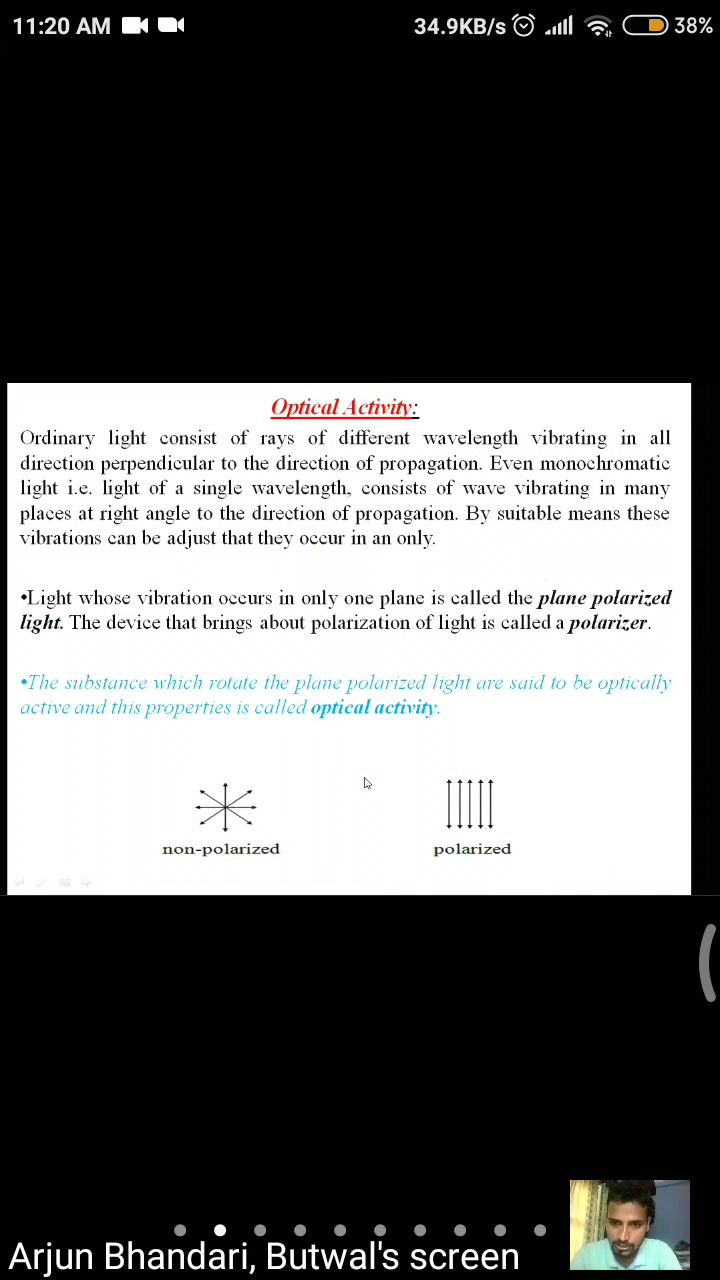 11:20 AM 34.9KB/s 38%
Optical Activity:
Ordinary light consist of rays of different wavelength vibrating in all
direction perpendicular to the direction of propagation. Even monochromatic
light i.e. light of a single wavelength, consists of wave vibrating in many
places at right angle to the direction of propagation. By suitable means these
vibrations can be adjust that they occur in an only.
•Light whose vibration occurs in only one plane is called the plane polarized
light. The device that brings about polarization of light is called a polarizer.
•The substance which rotate the plane polarized light are said to be optically
active and this properties is called optical activity.
non-polarized polarized
Arjun Bhandari, Butwal's screen